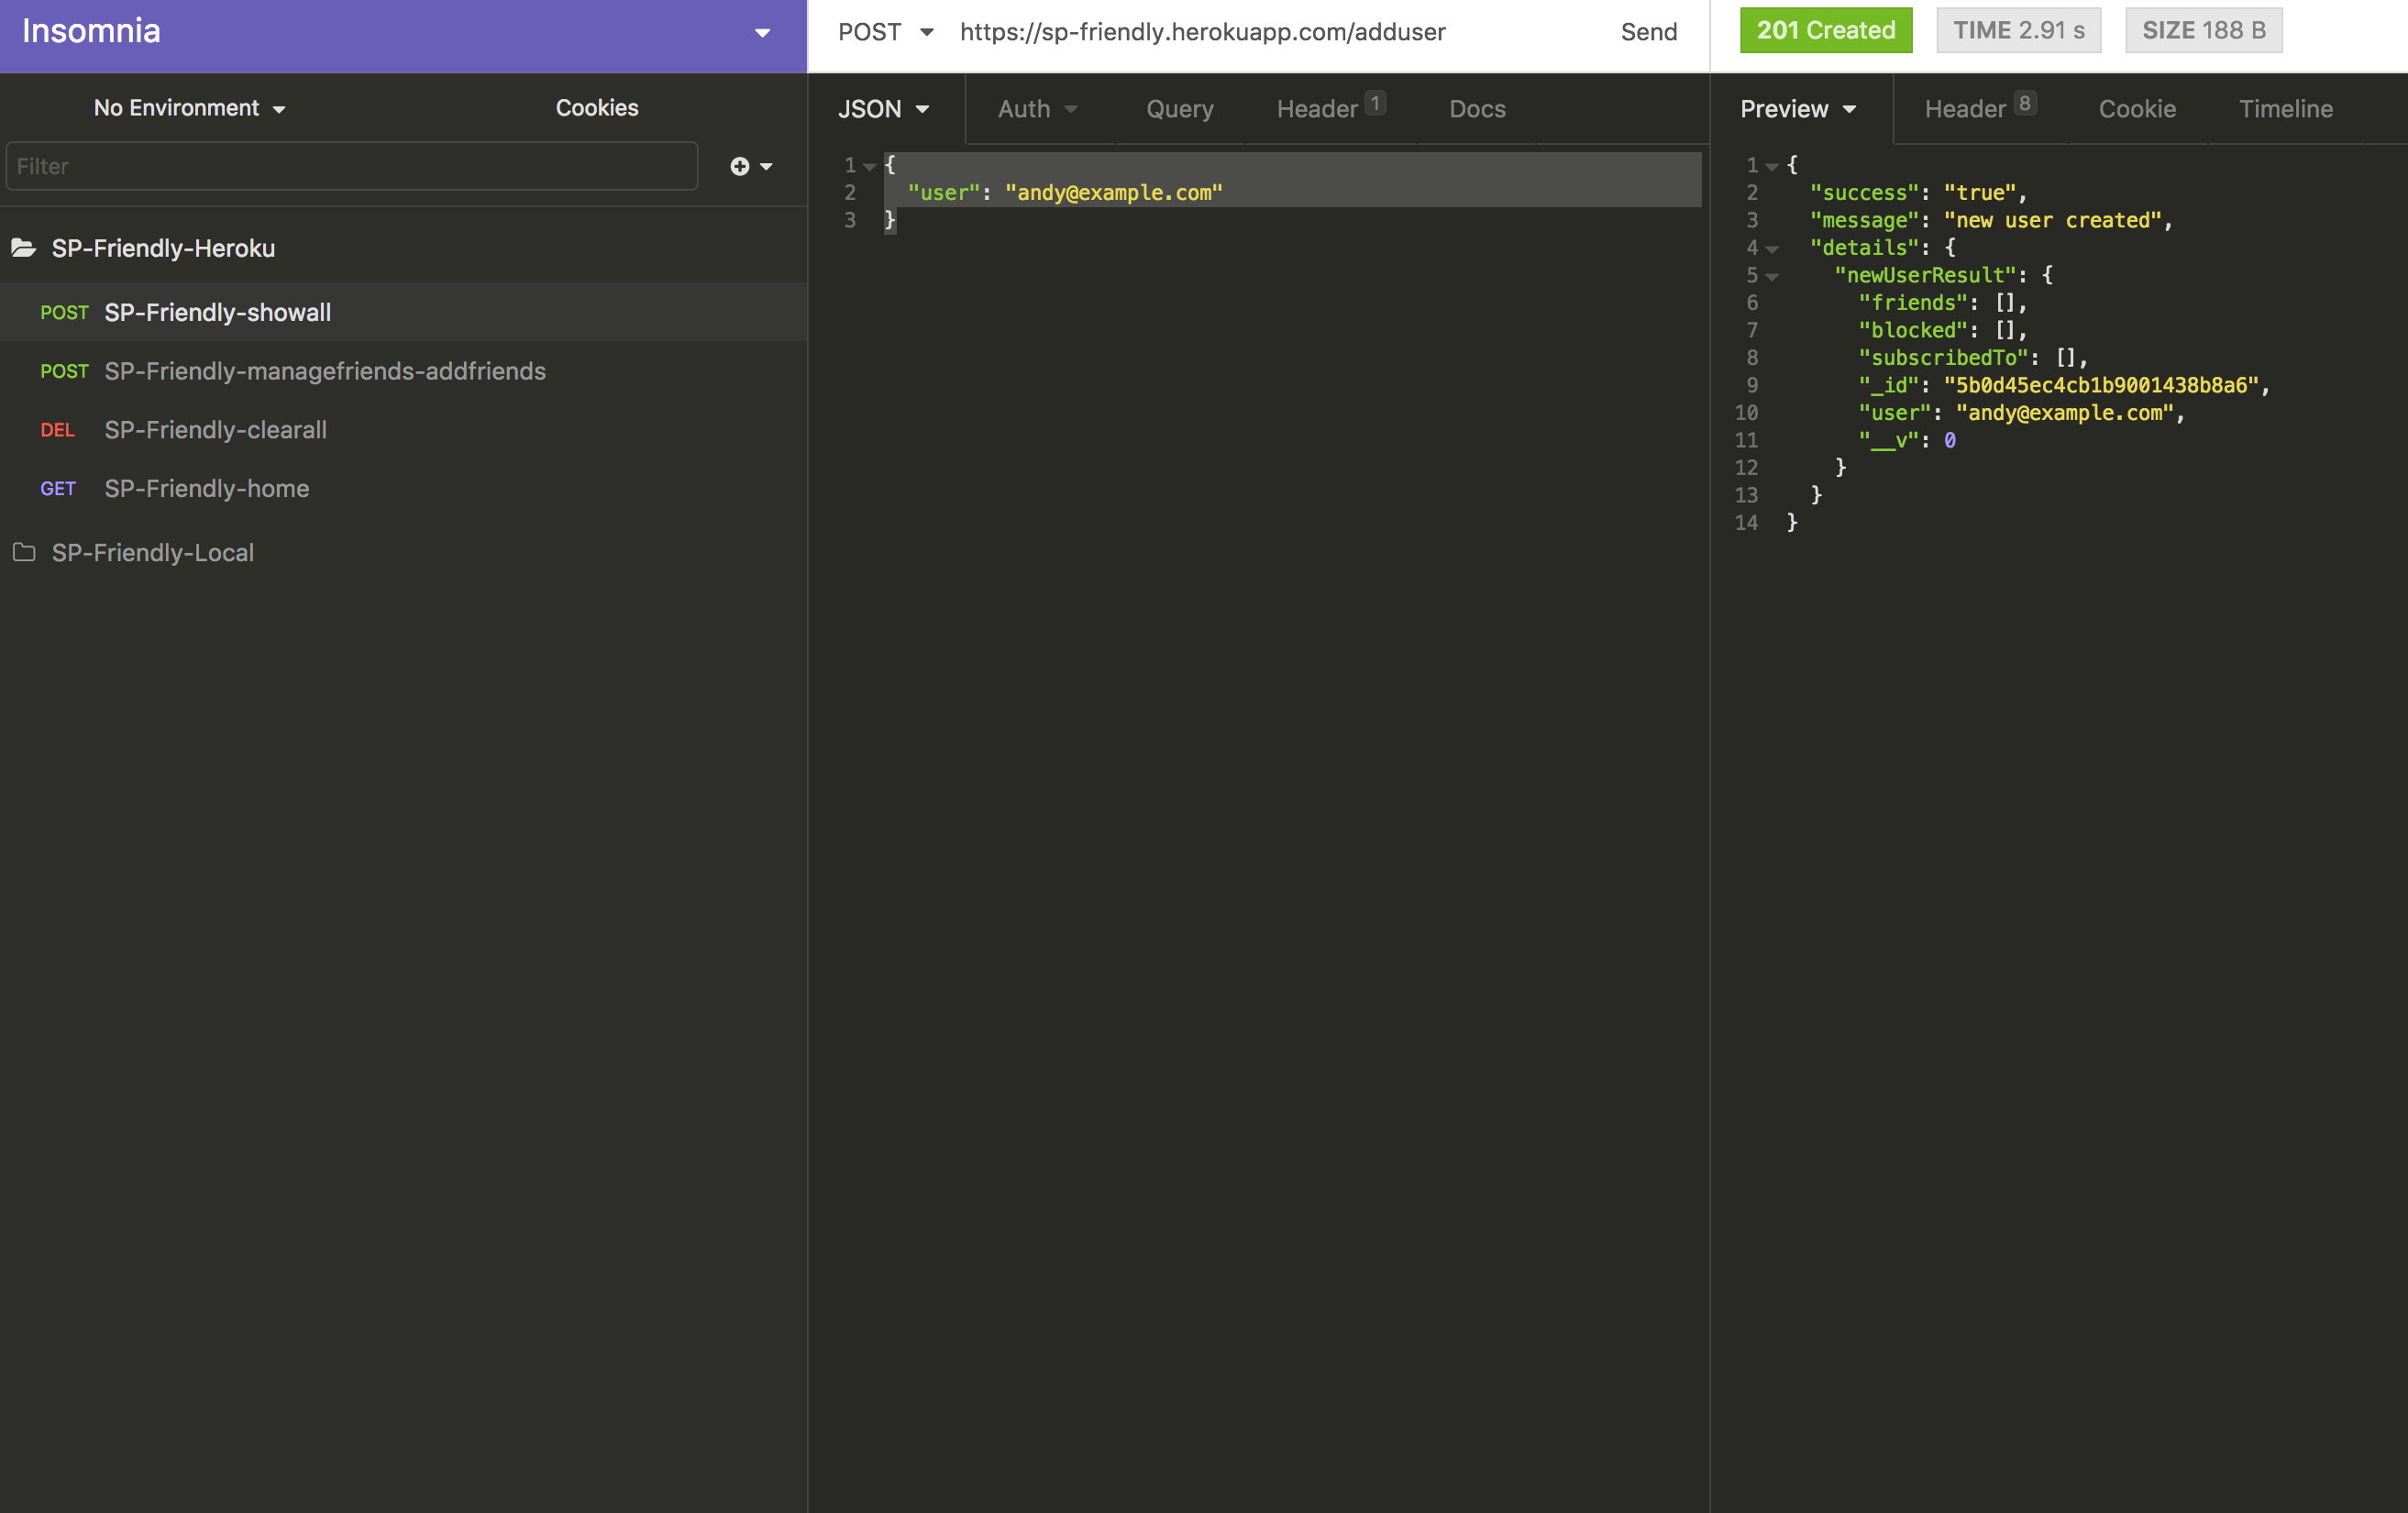 Insomnia
No Environment
Cookies
Filter
SP-Friendly-Heroku
POST SP-Friendly-showall
POST SP-Friendly-managefriends-addfriends
DEL SP-Friendly-clearall
GET SP-Friendly-home
SP-Friendly-Local
POST https://sp-friendly.herokuapp.com/adduser Send
JSON Auth Query Header 1 Docs
1 {
2 "user": "andy@example.com"
3 }
201 Created TIME 2.91 s SIZE 188 B
Preview Header 8 Cookie Timeline
1 {
2 "success": "true",
3 "message": "new user created",
4 "details": {
5 "newUserResult": {
6 "friends": [],
7 "blocked": [],
8 "subscribedTo": [],
9 "_id": "5b0d45ec4cb1b9001438b8a6",
10 "user": "andy@example.com",
11 "__v": 0
12 }
13 }
14 }